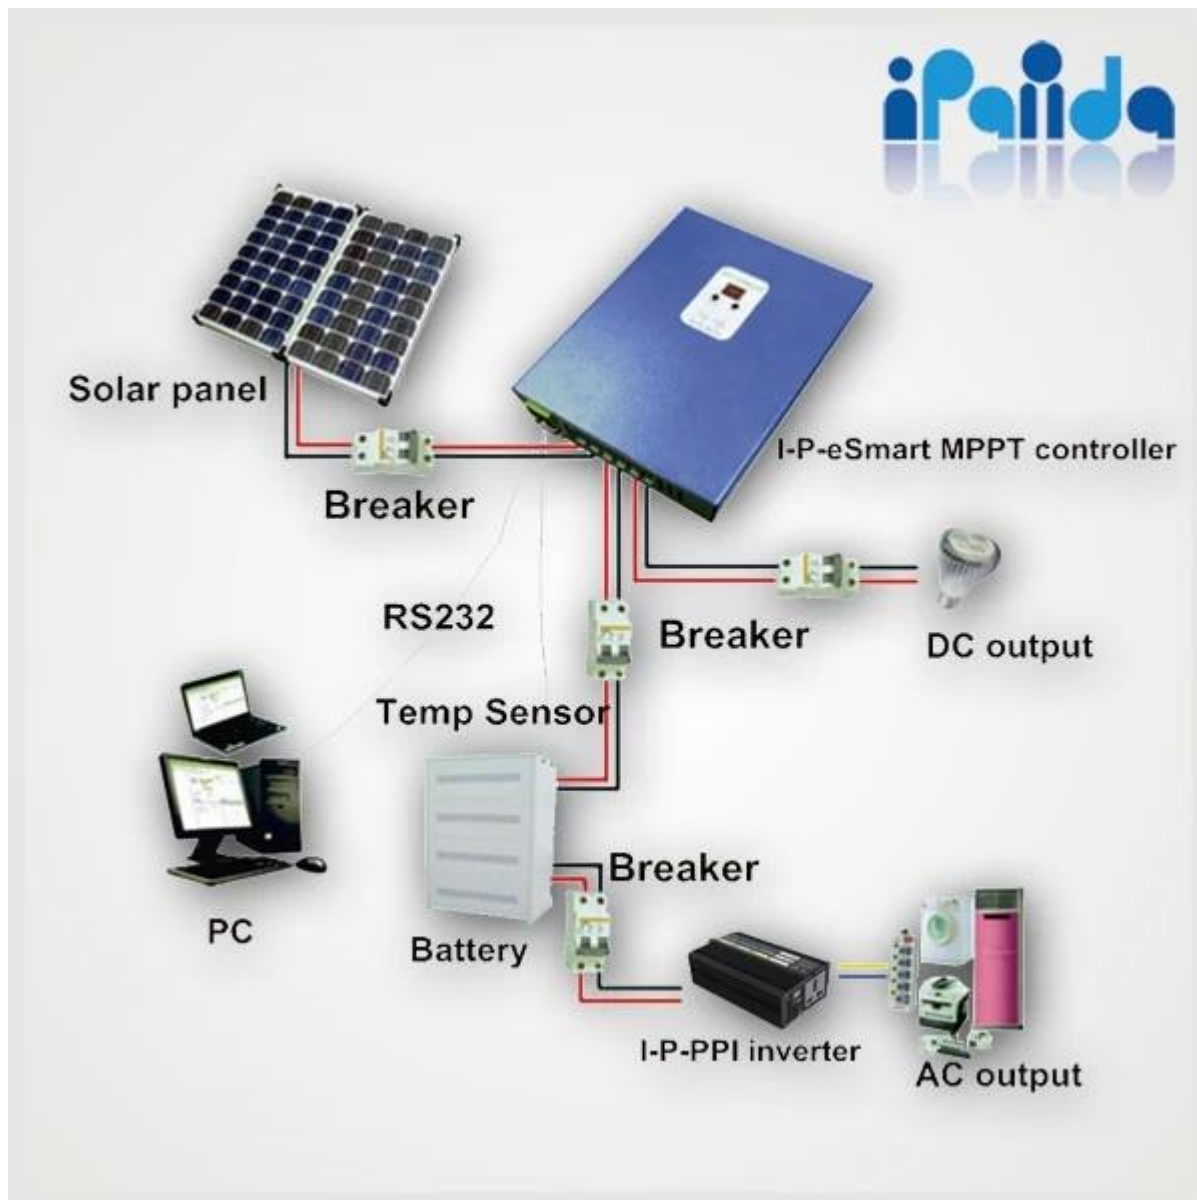 iPaiida
Solar panel
I-P-eSmart MPPT controller
Breaker
RS232
Breaker
DC output
Temp Sensor
Breaker
PC
Battery
I-P-PPI inverter
AC output